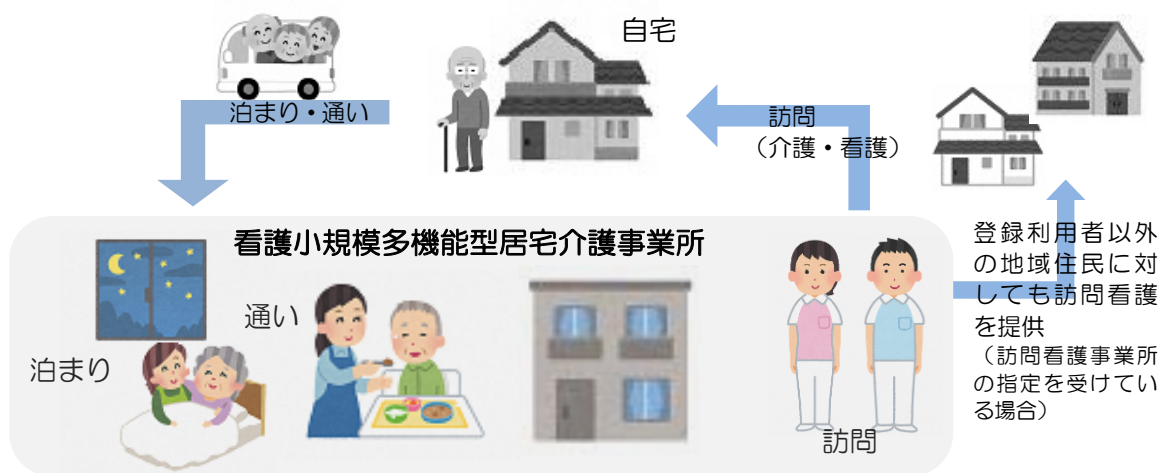 自宅
泊まり・通い
訪問
（介護・看護）
看護小規模多機能型居宅介護事業所
泊まり
通い
訪問
登録利用者以外
の地域住民に対
しても訪問看護
を提供
（訪問看護事業所
の指定を受けてい
る場合）